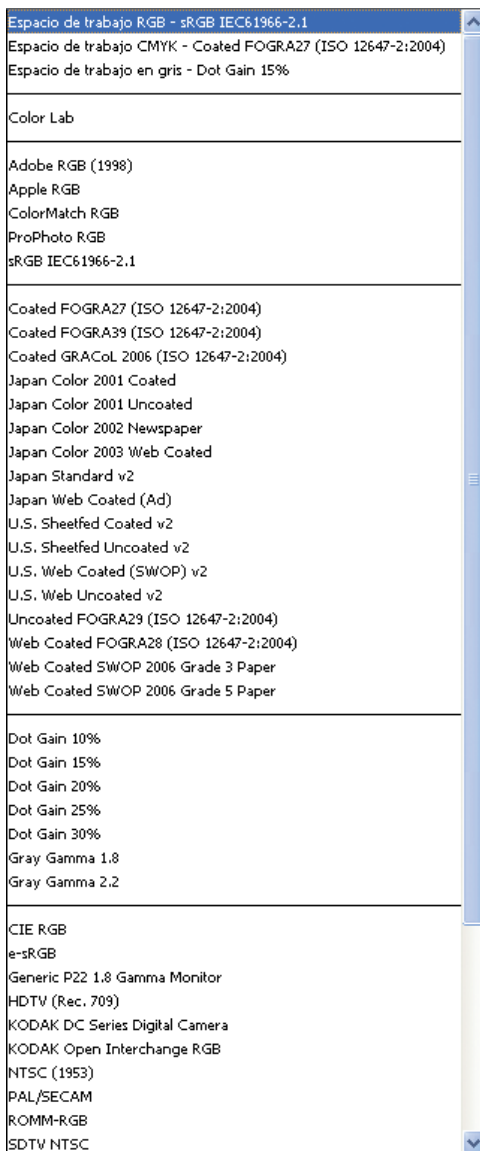 Espacio de trabajo RGB - sRGB IEC61966-2.1
Espacio de trabajo CMYK - Coated FOGRA27 (ISO 12647-2:2004)
Espacio de trabajo en gris - Dot Gain 15%
Color Lab
Adobe RGB (1998)
Apple RGB
ColorMatch RGB
ProPhoto RGB
sRGB IEC61966-2.1
Coated FOGRA27 (ISO 12647-2:2004)
Coated FOGRA39 (ISO 12647-2:2004)
Coated GRACoL 2006 (ISO 12647-2:2004)
Japan Color 2001 Coated
Japan Color 2001 Uncoated
Japan Color 2002 Newspaper
Japan Color 2003 Web Coated
Japan Standard v2
Japan Web Coated (Ad)
U.S. Sheetfed Coated v2
U.S. Sheetfed Uncoated v2
U.S. Web Coated (SWOP) v2
U.S. Web Uncoated v2
Uncoated FOGRA29 (ISO 12647-2:2004)
Web Coated FOGRA28 (ISO 12647-2:2004)
Web Coated SWOP 2006 Grade 3 Paper
Web Coated SWOP 2006 Grade 5 Paper
Dot Gain 10%
Dot Gain 15%
Dot Gain 20%
Dot Gain 25%
Dot Gain 30%
Gray Gamma 1.8
Gray Gamma 2.2
CIE RGB
e-sRGB
Generic P22 1.8 Gamma Monitor
HDTV (Rec. 709)
KODAK DC Series Digital Camera
KODAK Open Interchange RGB
NTSC (1953)
PAL/SECAM
ROMM-RGB
SDTV NTSC